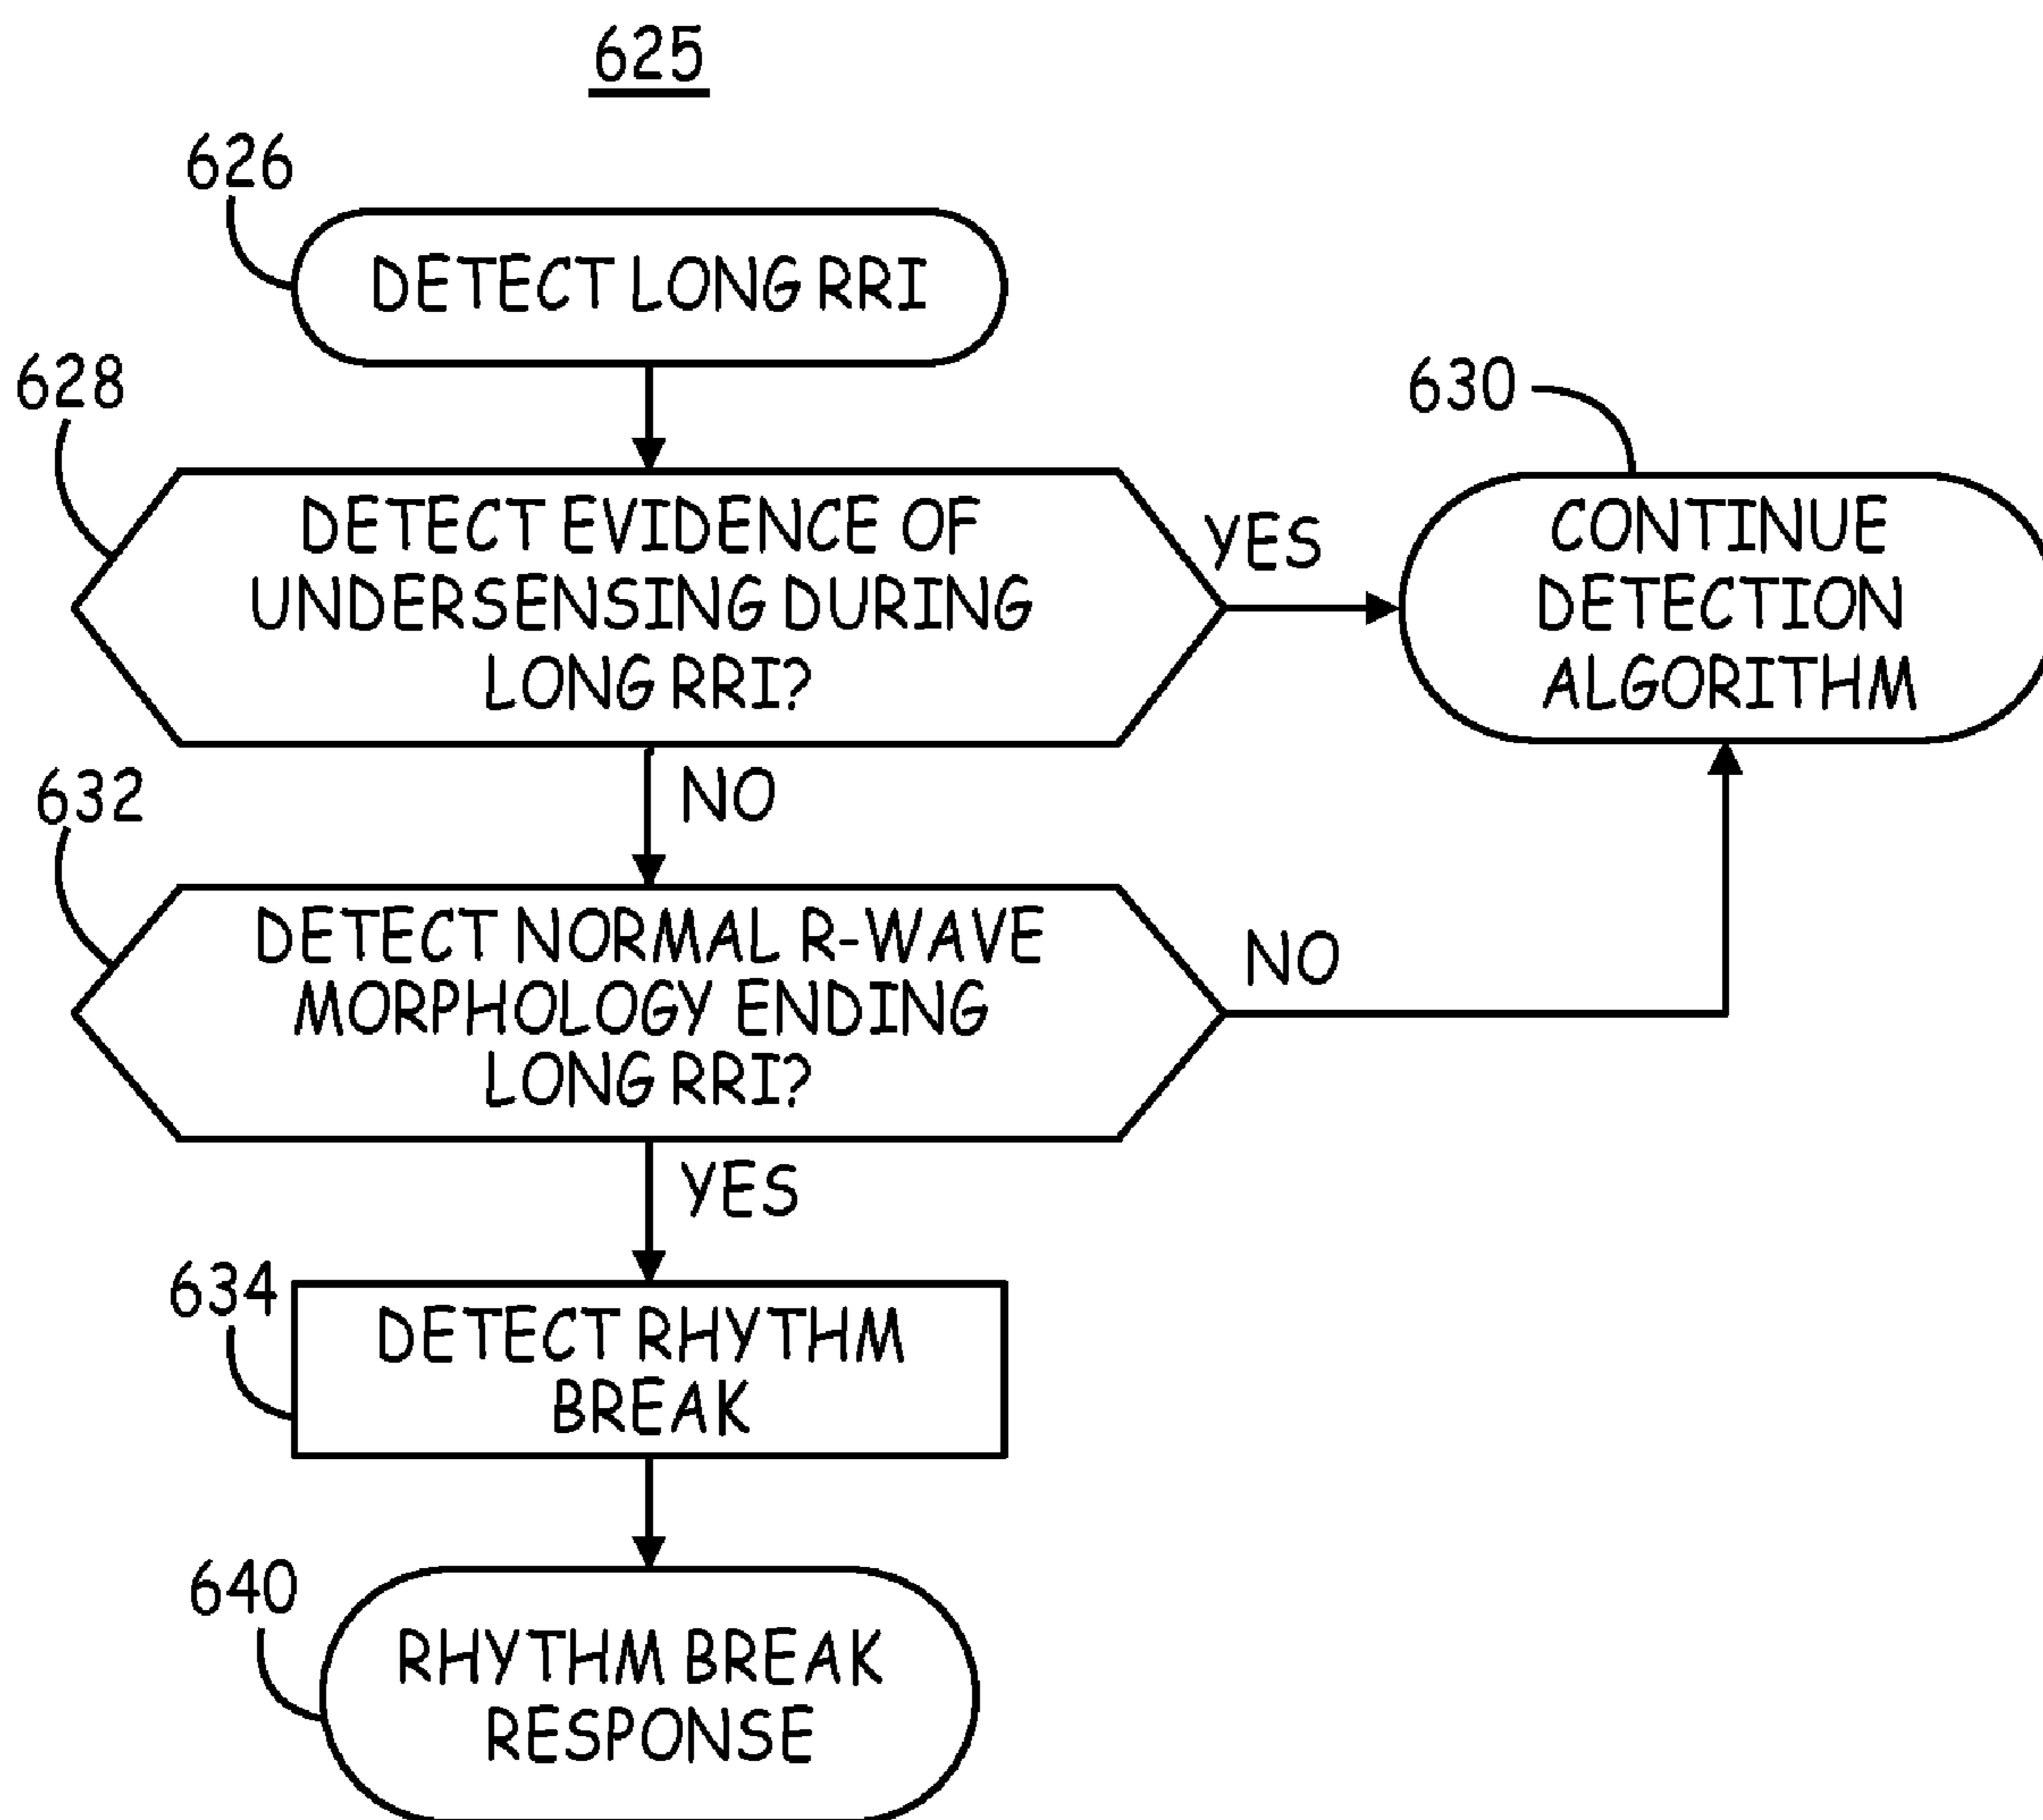 625
626
DETECT LONG RRI
628
DETECT EVIDENCE OF
UNDERSENSING DURING
LONG RRI?
YES
630
CONTINUE
DETECTION
ALGORITHM
NO
632
DETECT NORMAL R-WAVE
MORPHOLOGY ENDING
LONG RRI?
NO
YES
634
DETECT RHYTHM
BREAK
640
RHYTHM BREAK
RESPONSE